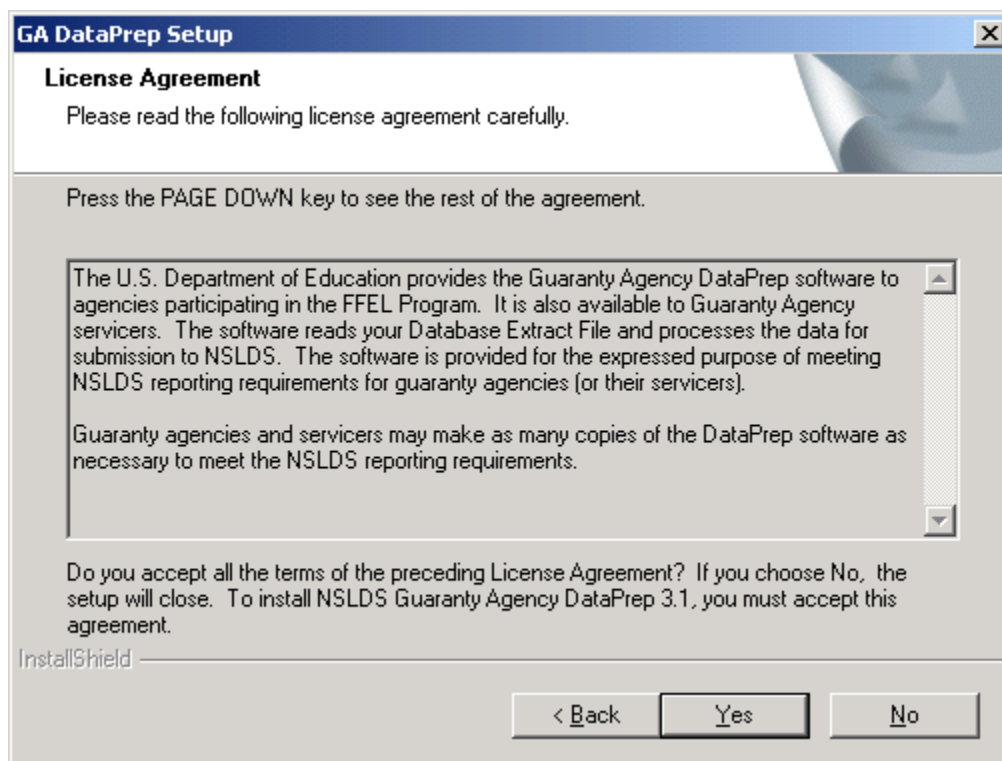 GA DataPrep Setup
License Agreement
Please read the following license agreement carefully.
Press the PAGE DOWN key to see the rest of the agreement.
The U.S. Department of Education provides the Guaranty Agency DataPrep software to
agencies participating in the FFEL Program.  It is also available to Guaranty Agency
servicers.  The software reads your Database Extract File and processes the data for
submission to NSLDS.  The software is provided for the expressed purpose of meeting
NSLDS reporting requirements for guaranty agencies (or their servicers).
Guaranty agencies and servicers may make as many copies of the DataPrep software as
necessary to meet the NSLDS reporting requirements.
Do you accept all the terms of the preceding License Agreement?  If you choose No,  the
setup will close.  To install NSLDS Guaranty Agency DataPrep 3.1, you must accept this
agreement.
InstallShield
< Back
Yes
No